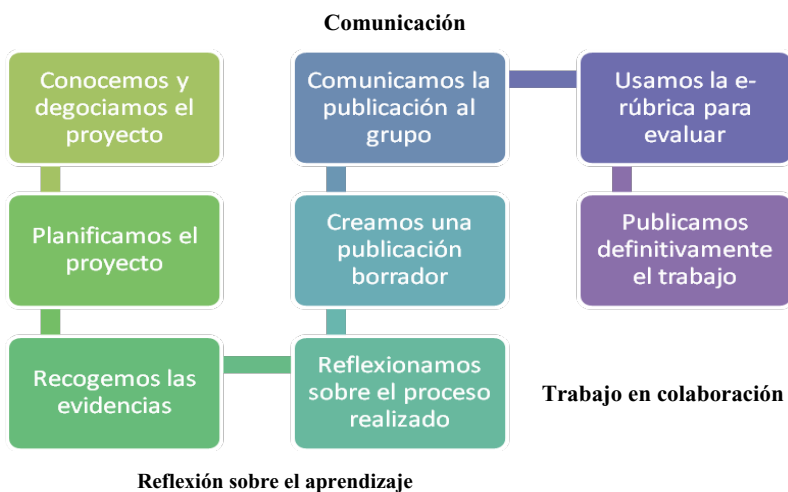 Comunicación
Conocemos y
degociamos el
proyecto
Planificamos el
proyecto
Recogemos las
evidencias
Reflexionamos
sobre el proceso
realizado
Creamos una
publicación
borrador
Comunicamos la
publicación al
grupo
Usamos la e-
rúbrica para
evaluar
Publicamos
definitivamente
el trabajo
Trabajo en colaboración
Reflexión sobre el aprendizaje